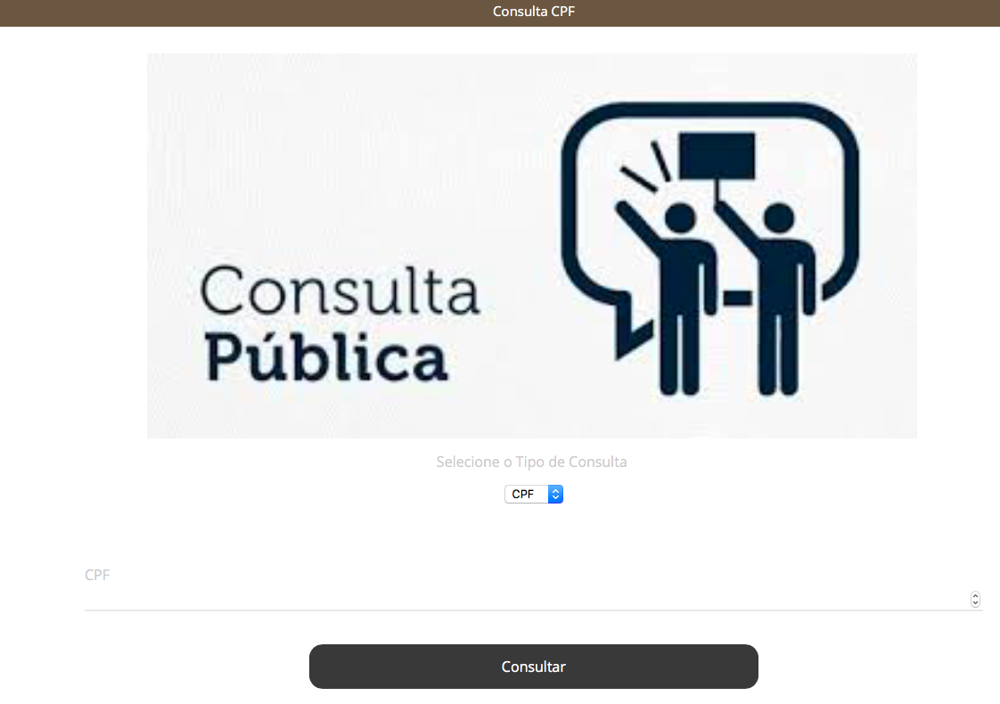 Consulta CPF
Consulta
Pública
Selecione o Tipo de Consulta
CPF
CPF
Consultar